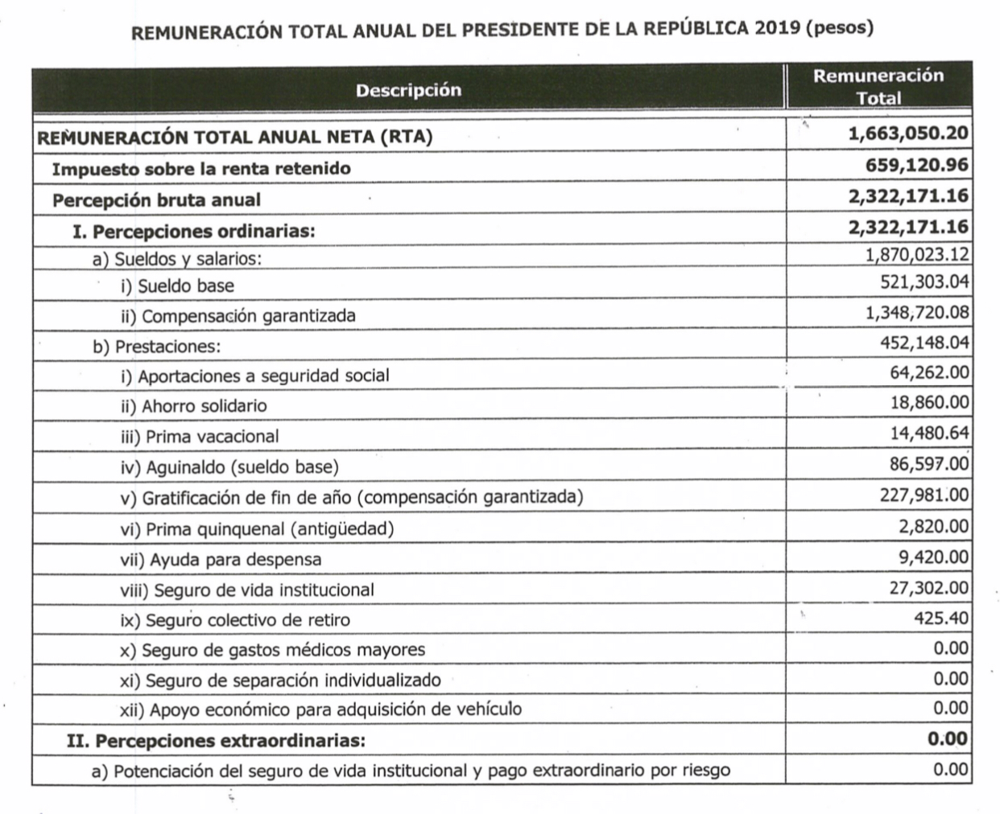 REMUNERACIÓN TOTAL ANUAL DEL PRESIDENTE DE LA REPÚBLICA 2019 (pesos)
Descripción Remuneración Total
REMUNERACIÓN TOTAL ANUAL NETA (RTA) 1,663,050.20
Impuesto sobre la renta retenido 659,120.96
Percepción bruta anual 2,322,171.16
I. Percepciones ordinarias: 2,322,171.16
a) Sueldos y salarios: 1,870,023.12
i) Sueldo base 521,303.04
ii) Compensación garantizada 1,348,720.08
b) Prestaciones: 452,148.04
i) Aportaciones a seguridad social 64,262.00
ii) Ahorro solidario 18,860.00
iii) Prima vacacional 14,480.64
iv) Aguinaldo (sueldo base) 86,597.00
v) Gratificación de fin de año (compensación garantizada) 227,981.00
vi) Prima quinquenal (antigüedad) 2,820.00
vii) Ayuda para despensa 9,420.00
viii) Seguro de vida institucional 27,302.00
ix) Seguro colectivo de retiro 425.40
x) Seguro de gastos médicos mayores 0.00
xi) Seguro de separación individualizado 0.00
xii) Apoyo económico para adquisición de vehículo 0.00
II. Percepciones extraordinarias: 0.00
a) Potenciación del seguro de vida institucional y pago extraordinario por riesgo 0.00